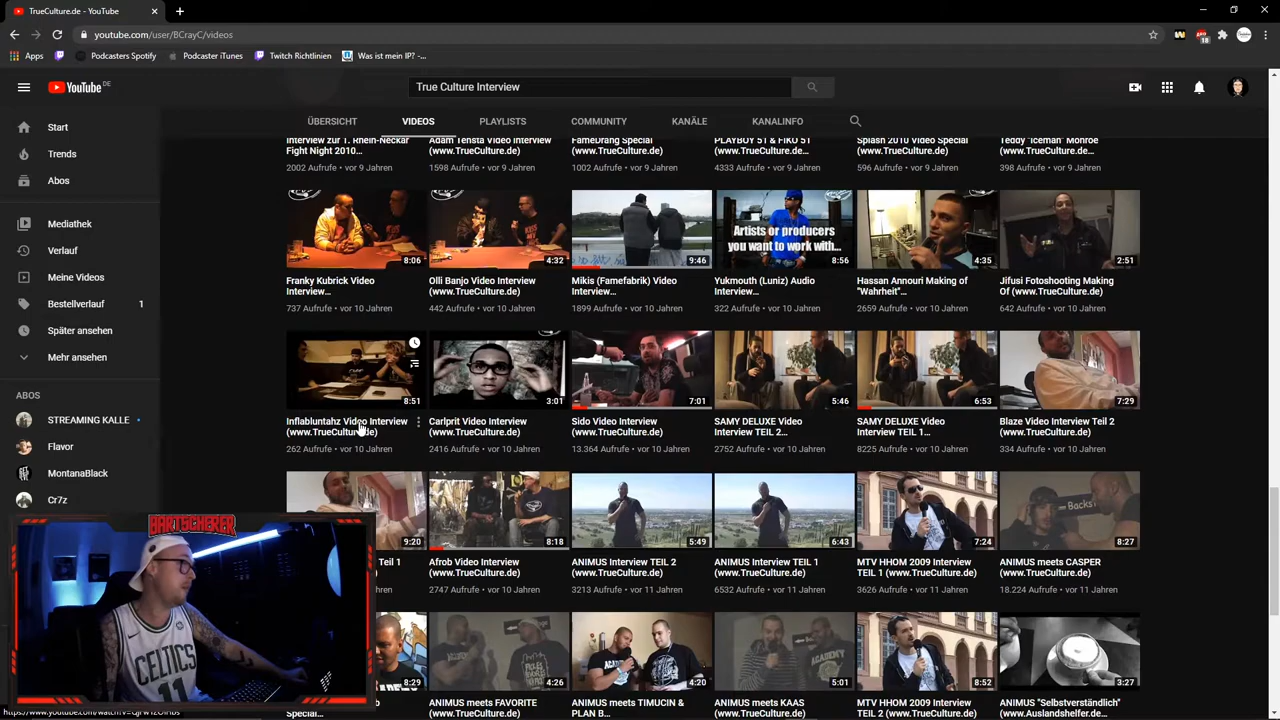 TrueCulture.de - YouTube
youtube.com/user/BCrayC/videos
Apps Podcasters Spotify Podcaster iTunes Twitch Richtlinien Was ist mein IP? -...
18
YouTube DE
True Culture Interview
ÜBERSICHT VIDEOS PLAYLISTS COMMUNITY KANÄLE KANALINFO
Start
Trends
Abos
Mediathek
Verlauf
Meine Videos
Bestellverlauf 1
Später ansehen
Mehr ansehen
ABOS
STREAMING KALLE
Flavor
MontanaBlack
Cr7z
Interview zur 1. Rhein-Neckar
Fight Night 2010...
2002 Aufrufe • vor 9 Jahren
Adam Tensta Video Interview
(www.TrueCulture.de)
1598 Aufrufe • vor 9 Jahren
FameDrang Special
(www.TrueCulture.de)
PLAYBOY 51 & FIKO 51
(www.TrueCulture.de)
4333 Aufrufe • vor 9 Jahren
Splash 2010 Video Special
(www.TrueCulture.de)
596 Aufrufe • vor 9 Jahren
Teddy "Iceman" Monroe
(www.TrueCulture.de...
398 Aufrufe • vor 9 Jahren
8:06
Franky Kubrick Video
Interview...
737 Aufrufe • vor 10 Jahren
4:32
Olli Banjo Video Interview
(www.TrueCulture.de)
442 Aufrufe • vor 10 Jahren
9:46
Mikis (Famefabrik) Video
Interview...
1899 Aufrufe • vor 10 Jahren
Artists or producers
you want to work with...
8:56
Yukmouth (Luniz) Audio
Interview...
322 Aufrufe • vor 10 Jahren
4:35
Hassan Annouri Making of
"Wahrheit"...
2659 Aufrufe • vor 10 Jahren
2:51
Jifusi Fotoshooting Making
Of (www.TrueCulture.de)
642 Aufrufe • vor 10 Jahren
8:51
Inflabluntahz Video Interview
(www.TrueCulture.de)
262 Aufrufe • vor 10 Jahren
3:01
Carlprit Video Interview
(www.TrueCulture.de)
2416 Aufrufe • vor 10 Jahren
7:01
Sido Video Interview
(www.TrueCulture.de)
13.364 Aufrufe • vor 10 Jahren
5:46
SAMY DELUXE Video
Interview TEIL 2...
2752 Aufrufe • vor 10 Jahren
6:53
SAMY DELUXE Video
Interview TEIL 1...
8225 Aufrufe • vor 10 Jahren
Blaze Video Interview Teil 2
(www.TrueCulture.de)
334 Aufrufe • vor 10 Jahren
9:20
Teil 1
vor 10 Jahren
8:18
Afrob Video Interview
(www.TrueCulture.de)
2747 Aufrufe • vor 10 Jahren
5:49
ANIMUS Interview TEIL 2
(www.TrueCulture.de)
3213 Aufrufe • vor 11 Jahren
6:43
ANIMUS Interview TEIL 1
(www.TrueCulture.de)
6532 Aufrufe • vor 11 Jahren
7:24
MTV HHOM 2009 Interview
TEIL 1 (www.TrueCulture.de)
3626 Aufrufe • vor 11 Jahren
Backs
8:27
ANIMUS meets CASPER
(www.TrueCulture.de)
18.224 Aufrufe • vor 11 Jahren
BARTSCHERER
CELTICS
11
8:29
Special...
4:26
ANIMUS meets FAVORITE
(www.TrueCulture.de)
ACADEMY
4:20
ANIMUS meets TIMUCIN &
PLAN B...
5:01
ANIMUS meets KAAS
(www.TrueCulture.de)
8:52
MTV HHOM 2009 Interview
TEIL 2 (www.TrueCulture.de)
3:27
ANIMUS "Selbstverständlich"
(www.Auslandshelfer.de...